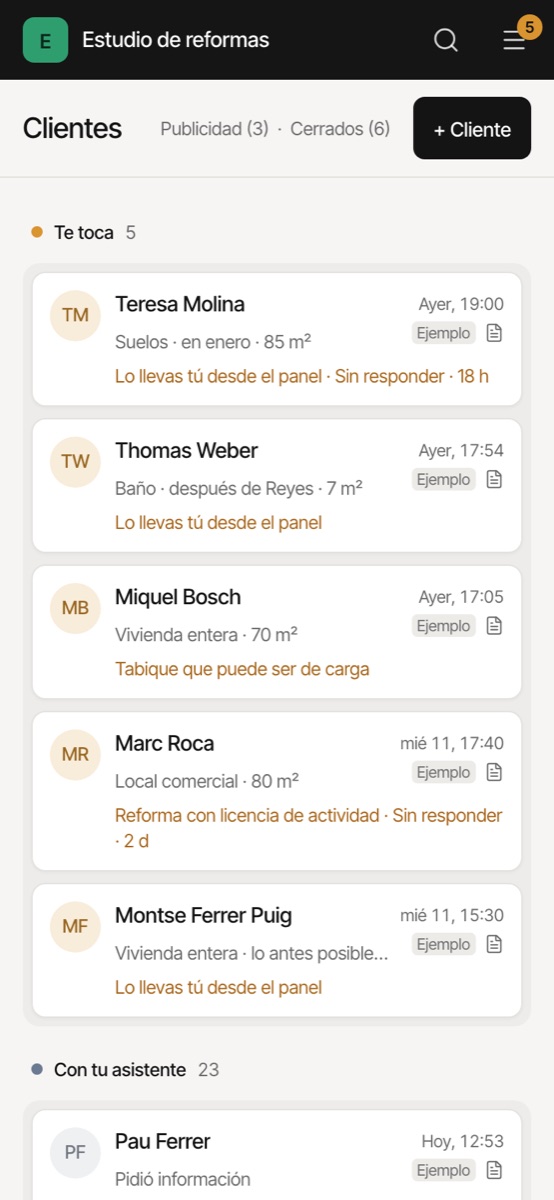 E
Estudio de reformas
5
Clientes
Publicidad (3) · Cerrados (6)
+ Cliente
Te toca 5
TM
Teresa Molina
Ayer, 19:00
Suelos · en enero · 85 m²
Ejemplo
Lo llevas tú desde el panel · Sin responder · 18 h
TW
Thomas Weber
Ayer, 17:54
Baño · después de Reyes · 7 m²
Ejemplo
Lo llevas tú desde el panel
MB
Miquel Bosch
Ayer, 17:05
Vivienda entera · 70 m²
Ejemplo
Tabique que puede ser de carga
MR
Marc Roca
mié 11, 17:40
Local comercial · 80 m²
Ejemplo
Reforma con licencia de actividad · Sin responder
· 2 d
MF
Montse Ferrer Puig
mié 11, 15:30
Vivienda entera · lo antes posible...
Ejemplo
Lo llevas tú desde el panel
Con tu asistente 23
PF
Pau Ferrer
Hoy, 12:53
Pidió información
Ejemplo